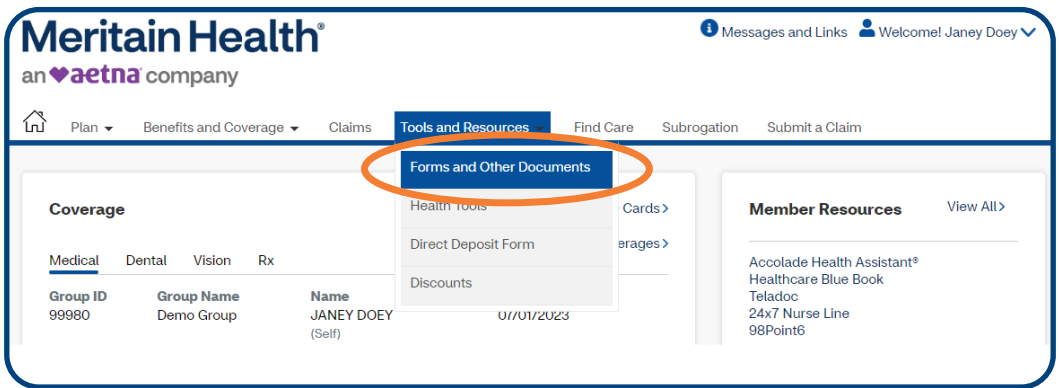 Meritain Health®
an aetna company
Messages and Links Welcome! Janey Doey
Plan Benefits and Coverage Claims Tools and Resources Find Care Subrogation Submit a Claim
Forms and Other Documents
Health Tools
Direct Deposit Form
Discounts
Coverage
Cards>
erages>
Medical Dental Vision Rx
Group ID Group Name Name
99980 Demo Group JANEY DOEY 07/01/2023
(Self)
Member Resources View All>
Accolade Health Assistant®
Healthcare Blue Book
Teladoc
24x7 Nurse Line
98Point6